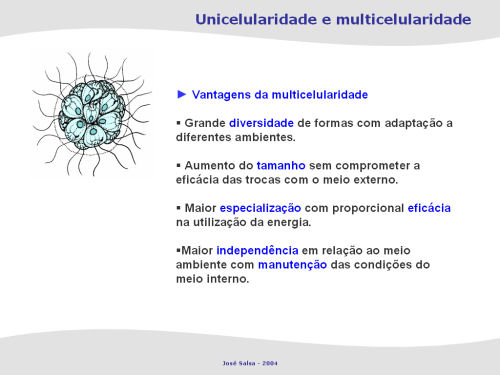 Unicelularidade e multicelularidade
► Vantagens da multicelularidade
▪ Grande diversidade de formas com adaptação a
diferentes ambientes.
▪ Aumento do tamanho sem comprometer a
eficácia das trocas com o meio externo.
▪ Maior especialização com proporcional eficácia
na utilização da energia.
▪Maior independência em relação ao meio
ambiente com manutenção das condições do
meio interno.
José Salsa - 2004